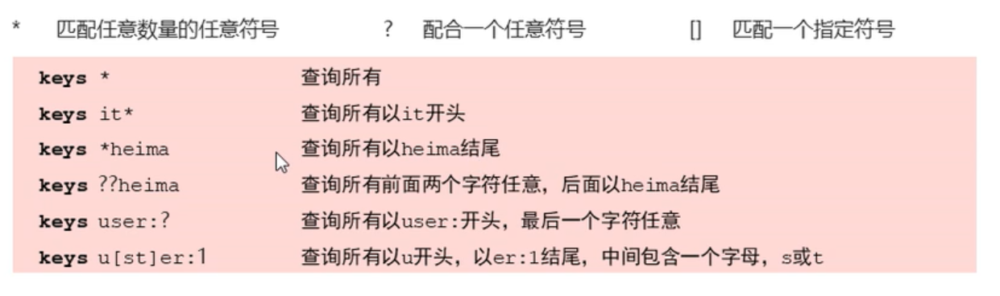 * 匹配任意数量的任意符号 ? 配合一个任意符号 [] 匹配一个指定符号
keys * 查询所有
keys it* 查询所有以it开头
keys *heima 查询所有以heima结尾
keys ??heima 查询所有前面两个字符任意，后面以heima结尾
keys user:? 查询所有以user:开头，最后一个字符任意
keys u[st]er:1 查询所有以u开头，以er:1结尾，中间包含一个字母，s或t